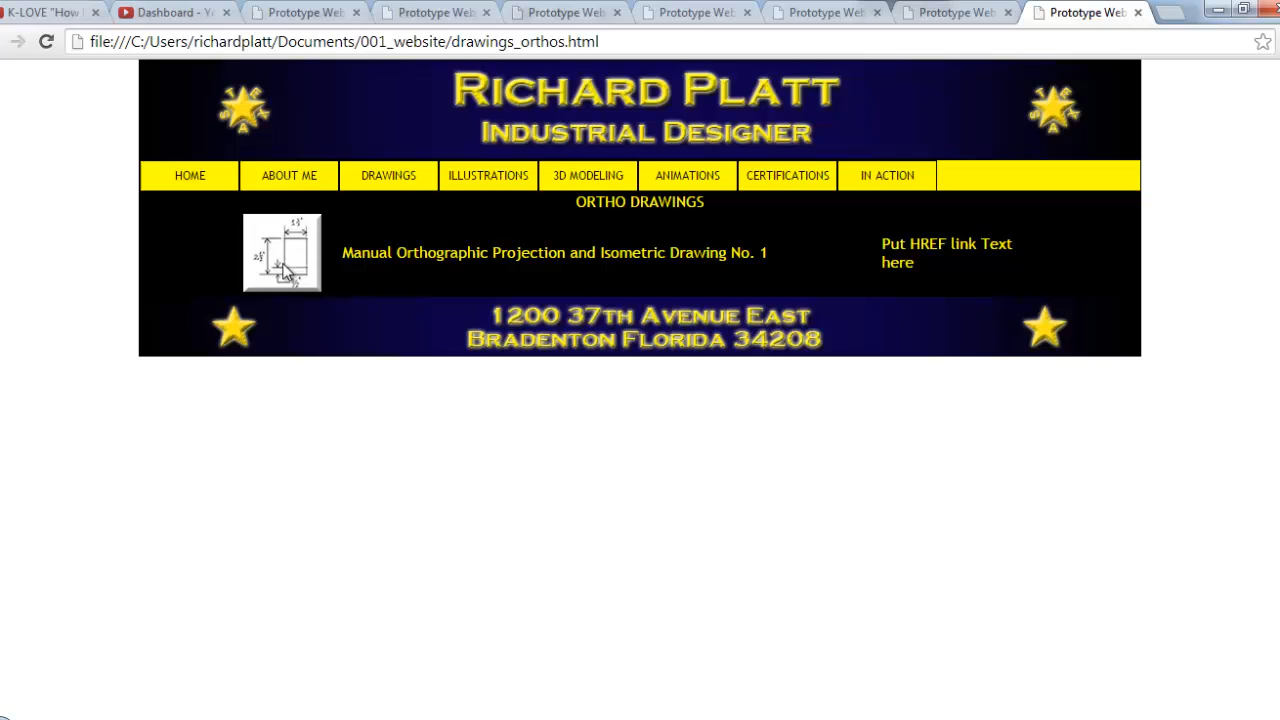 K-LOVE "How
Dashboard - Y
Prototype Web
Prototype Web
Prototype Web
Prototype Web
Prototype Web
Prototype Web
Prototype Web
file:///C:/Users/richardplatt/Documents/001_website/drawings_orthos.html
STAR
RICHARD PLATT
STAR
INDUSTRIAL DESIGNER
HOME
ABOUT ME
DRAWINGS
ILLUSTRATIONS
3D MODELING
ANIMATIONS
CERTIFICATIONS
IN ACTION
ORTHO DRAWINGS
Manual Orthographic Projection and Isometric Drawing No. 1
Put HREF link Text
here
1200 37TH AVENUE EAST
BRADENTON FLORIDA 34208